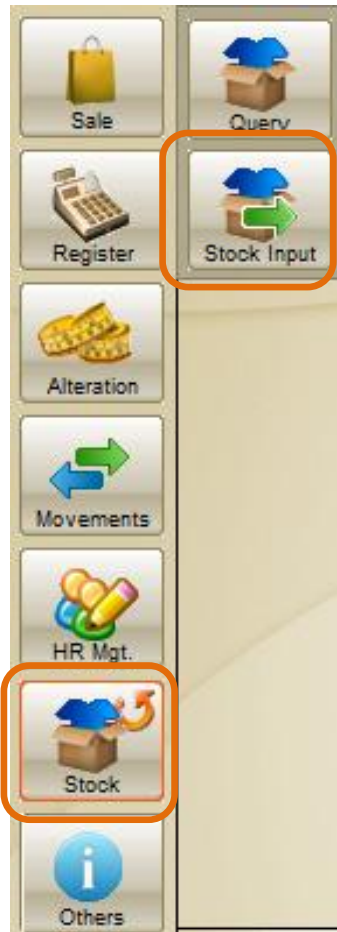 Sale
Query
Register
Stock Input
Alteration
Movements
HR Mgt.
Stock
Others